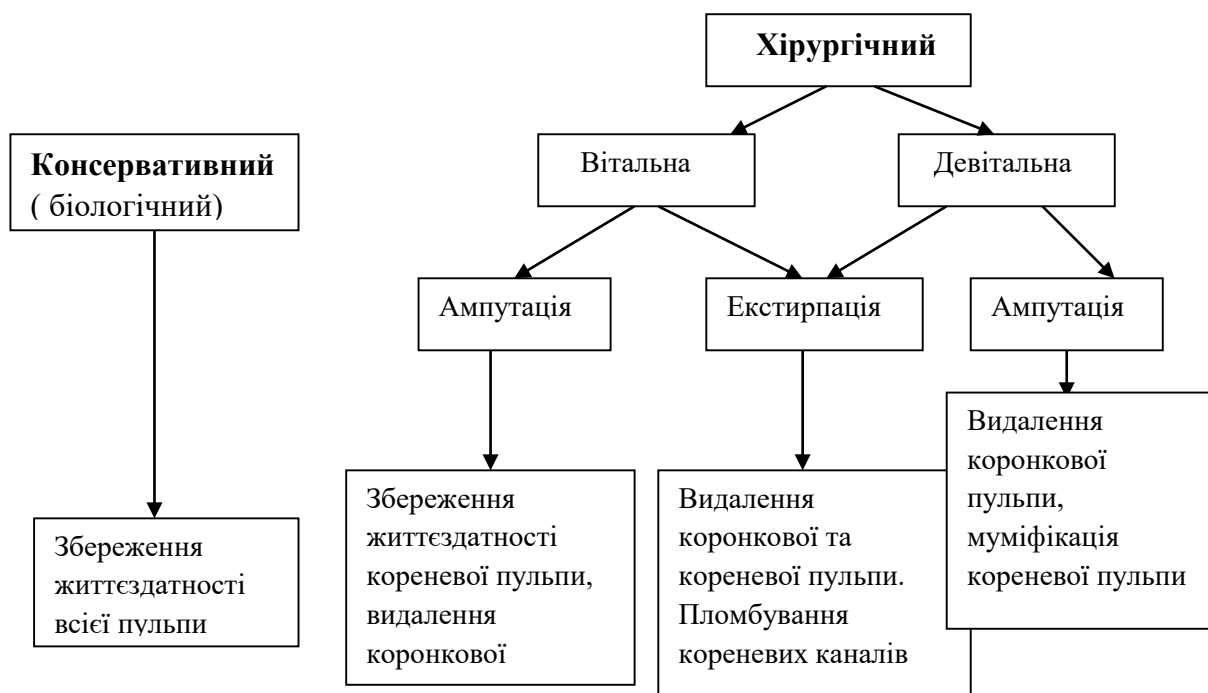 Хірургічний
Консервативний
( біологічний)
Вітальна
Девітальна
Ампутація
Екстирпація
Ампутація
Збереження
життєздатності
всієї пульпи
Збереження
життєздатності
кореневої пульпи,
видалення
коронкової
Видалення
коронкової та
кореневої пульпи.
Пломбування
кореневих каналів
Видалення
коронкової
пульпи,
муміфікація
кореневої пульпи